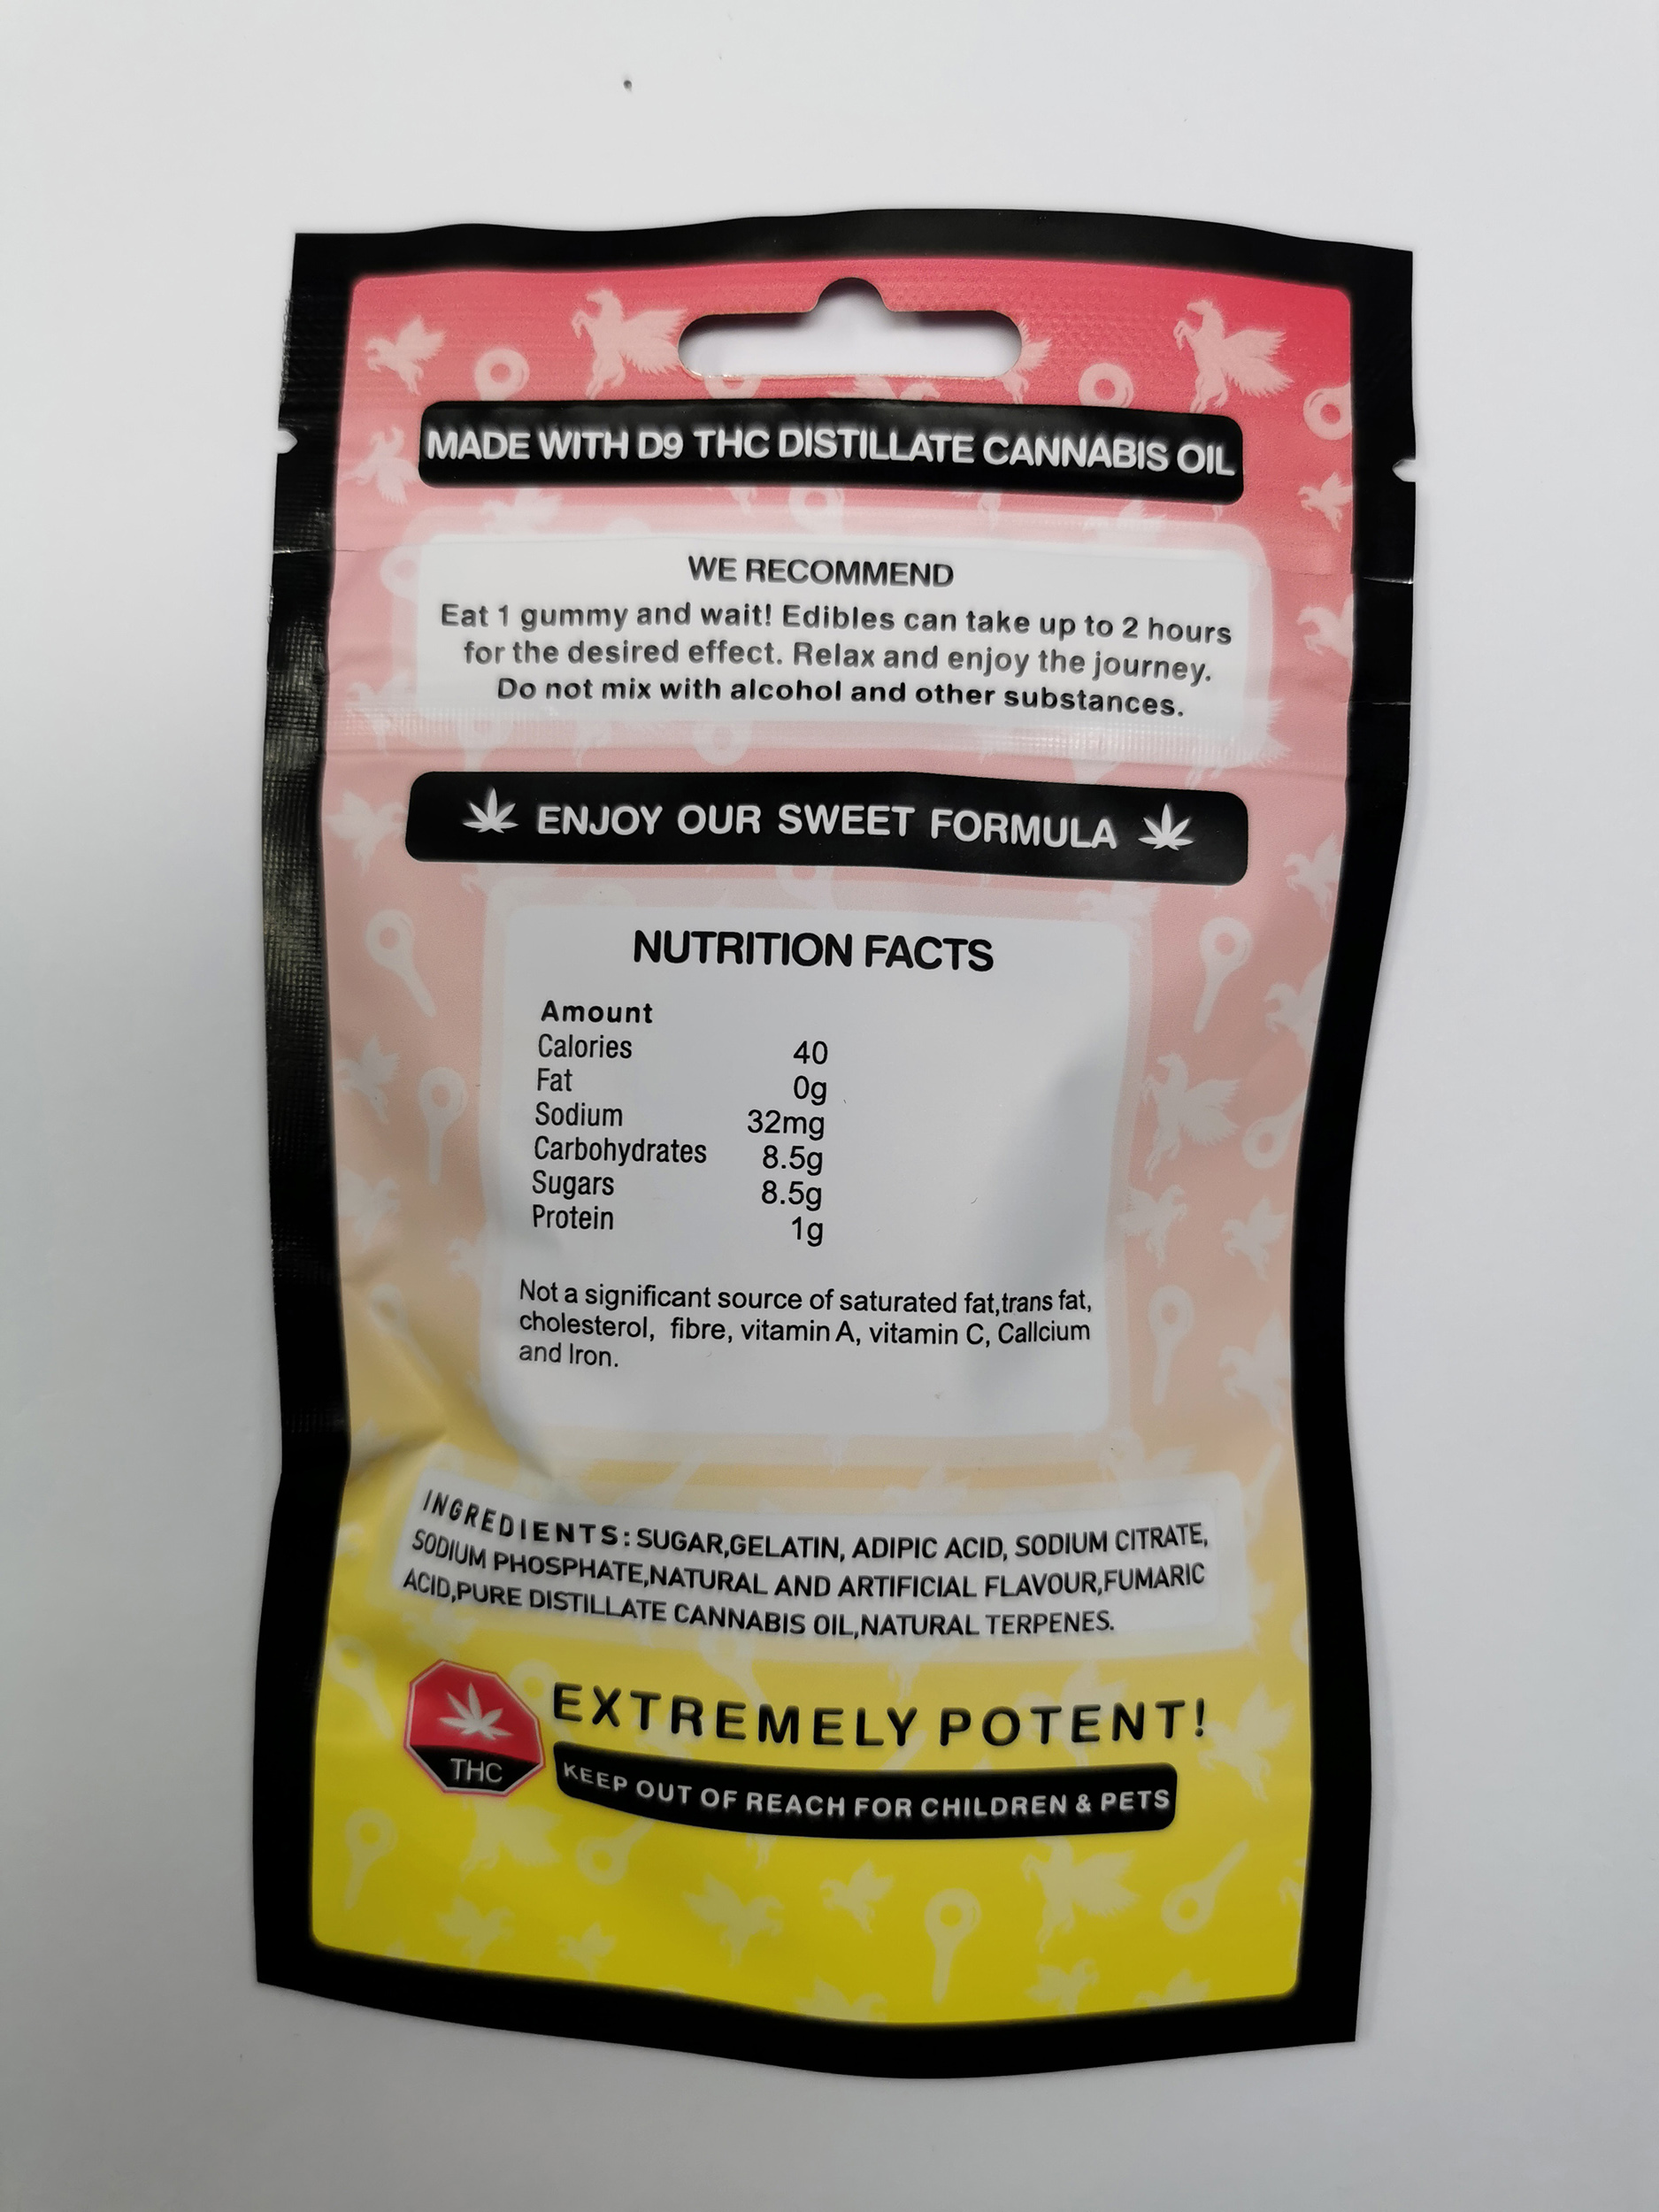 MADE WITH D9 THC DISTILLATE CANNABIS OIL
WE RECOMMEND
Eat 1 gummy and wait! Edibles can take up to 2 hours
for the desired effect. Relax and enjoy the journey.
Do not mix with alcohol and other substances.
ENJOY OUR SWEET FORMULA
NUTRITION FACTS
Amount
Calories 40
Fat 0g
Sodium 32mg
Carbohydrates 8.5g
Sugars 8.5g
Protein 1g
Not a significant source of saturated fat,trans fat,
cholesterol, fibre, vitamin A, vitamin C, Callcium
and Iron.
INGREDIENTS: SUGAR,GELATIN, ADIPIC ACID, SODIUM CITRATE,
SODIUM PHOSPHATE,NATURAL AND ARTIFICIAL FLAVOUR,FUMARIC
ACID,PURE DISTILLATE CANNABIS OIL,NATURAL TERPENES.
EXTREMELY POTENT!
THC
KEEP OUT OF REACH FOR CHILDREN & PETS